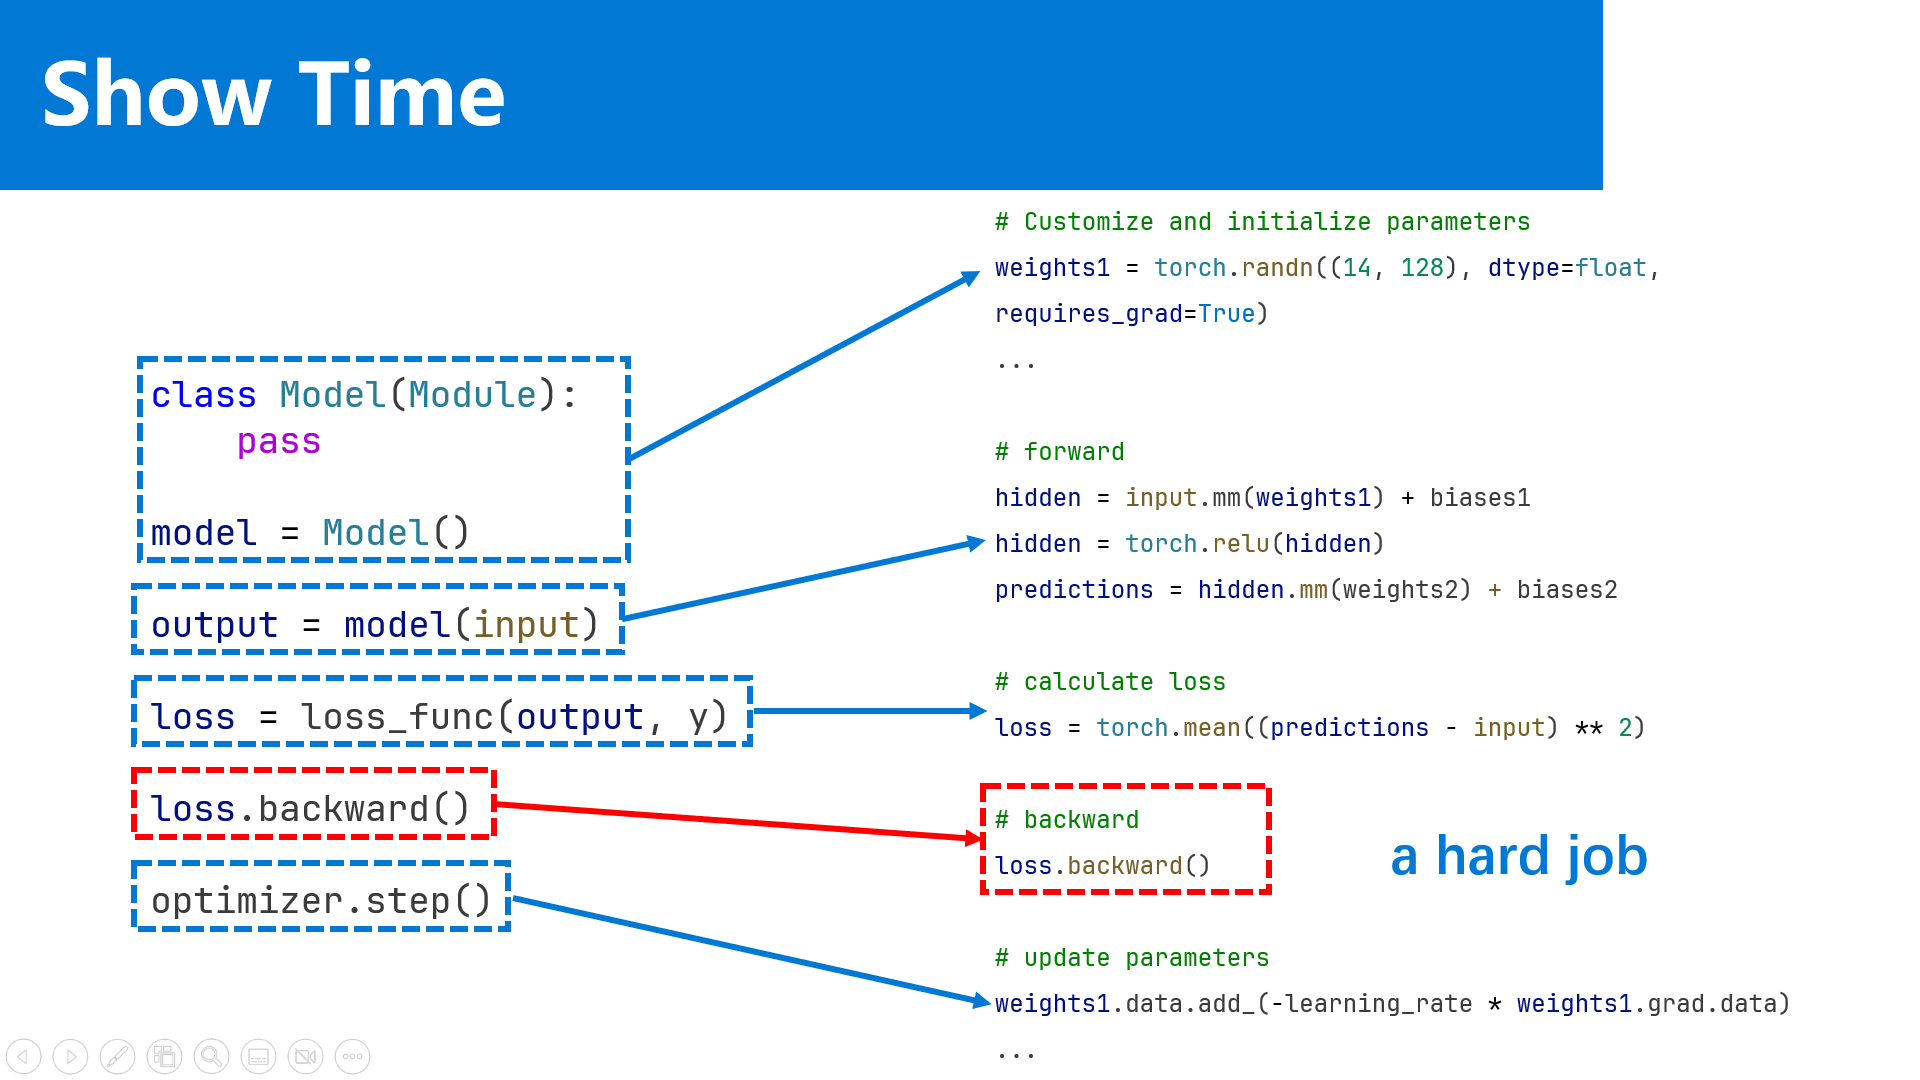 Show Time
class Model(Module):
    pass
model = Model()
output = model(input)
loss = loss_func(output, y)
loss.backward()
optimizer.step()
# Customize and initialize parameters
weights1 = torch.randn((14, 128), dtype=float,
requires_grad=True)
...
# forward
hidden = input.mm(weights1) + biases1
hidden = torch.relu(hidden)
predictions = hidden.mm(weights2) + biases2
# calculate loss
loss = torch.mean((predictions - input) ** 2)
# backward
loss.backward()
a hard job
# update parameters
weights1.data.add_(-learning_rate * weights1.grad.data)
...